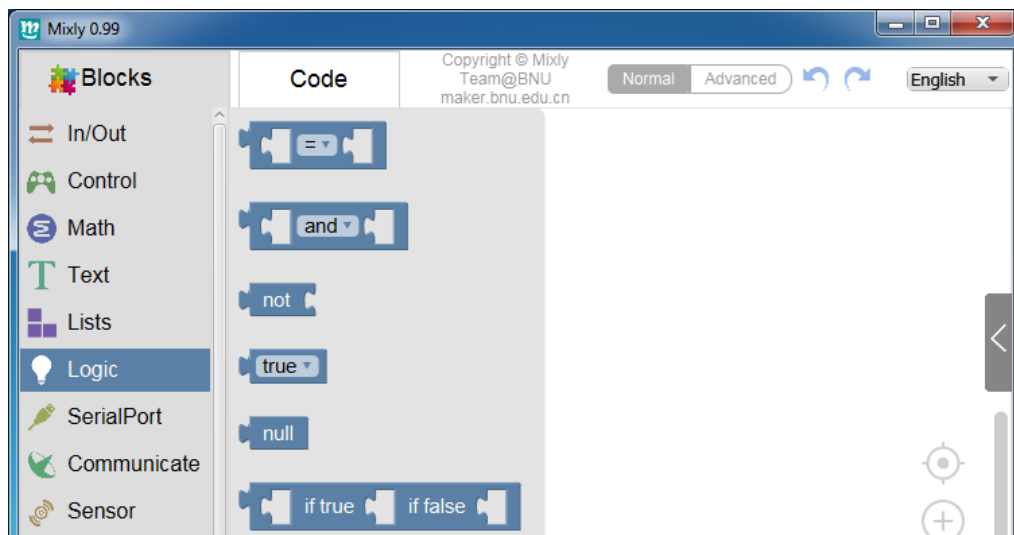 Mixly 0.99
Blocks
Code
Copyright © Mixly
Team@BNU
maker.bnu.edu.cn
Normal Advanced
English
In/Out
Control
Math
Text
Lists
Logic
SerialPort
Communicate
Sensor
=
and
not
true
null
if true if false